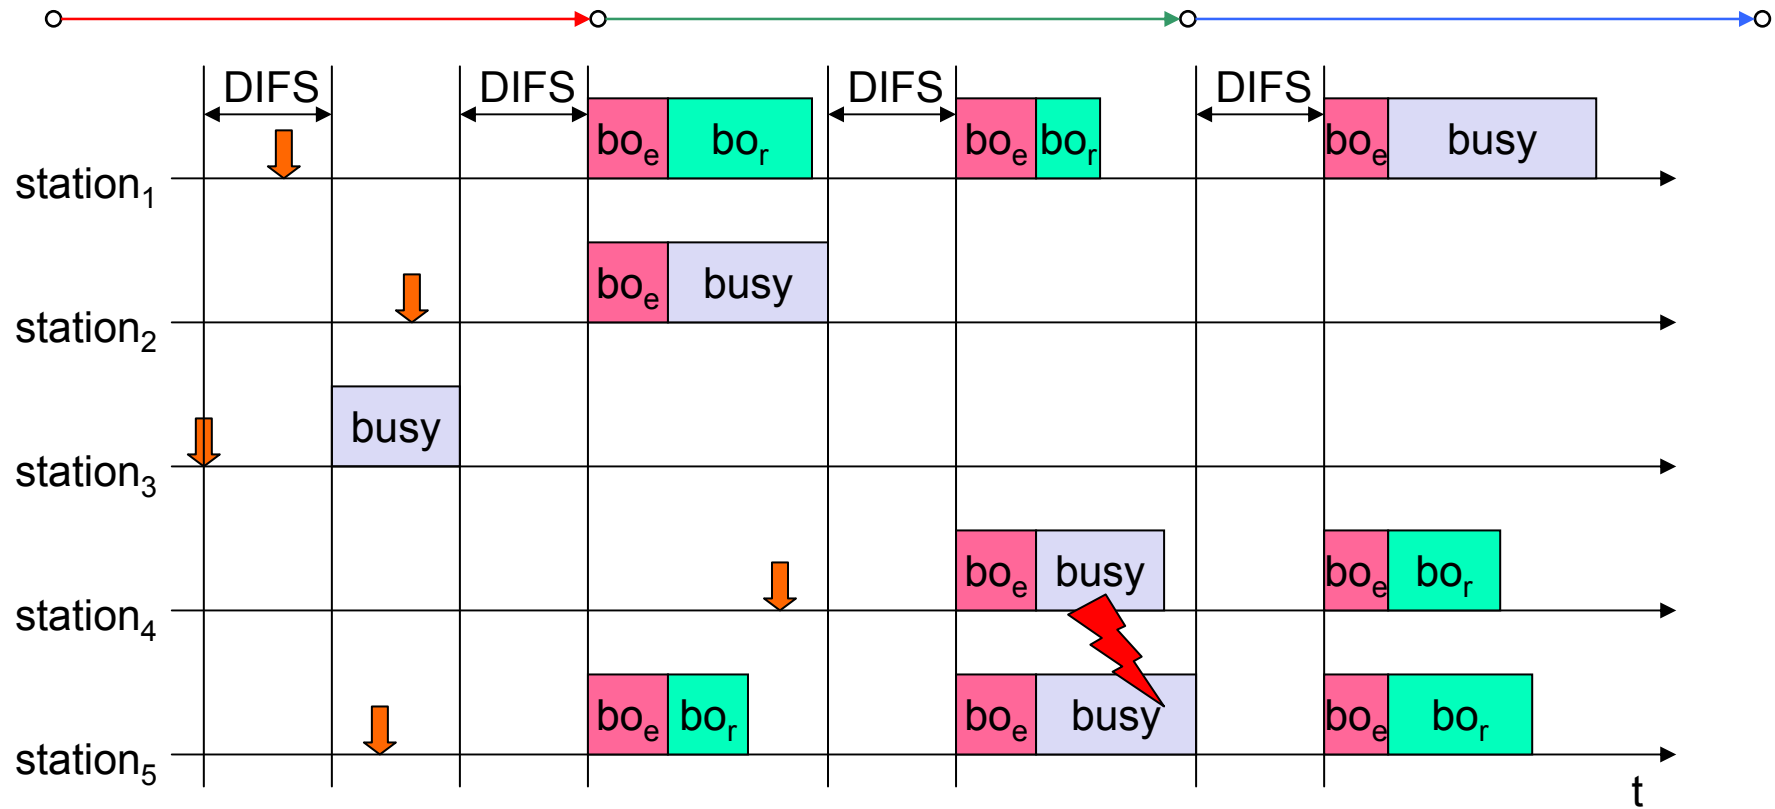 DIFS DIFS DIFS DIFS
station₁ boₑ boᵣ boₑ boᵣ boₑ busy
station₂ boₑ busy
station₃ busy
station₄ boₑ busy boₑ boᵣ
station₅ boₑ boᵣ boₑ busy boₑ boᵣ
t